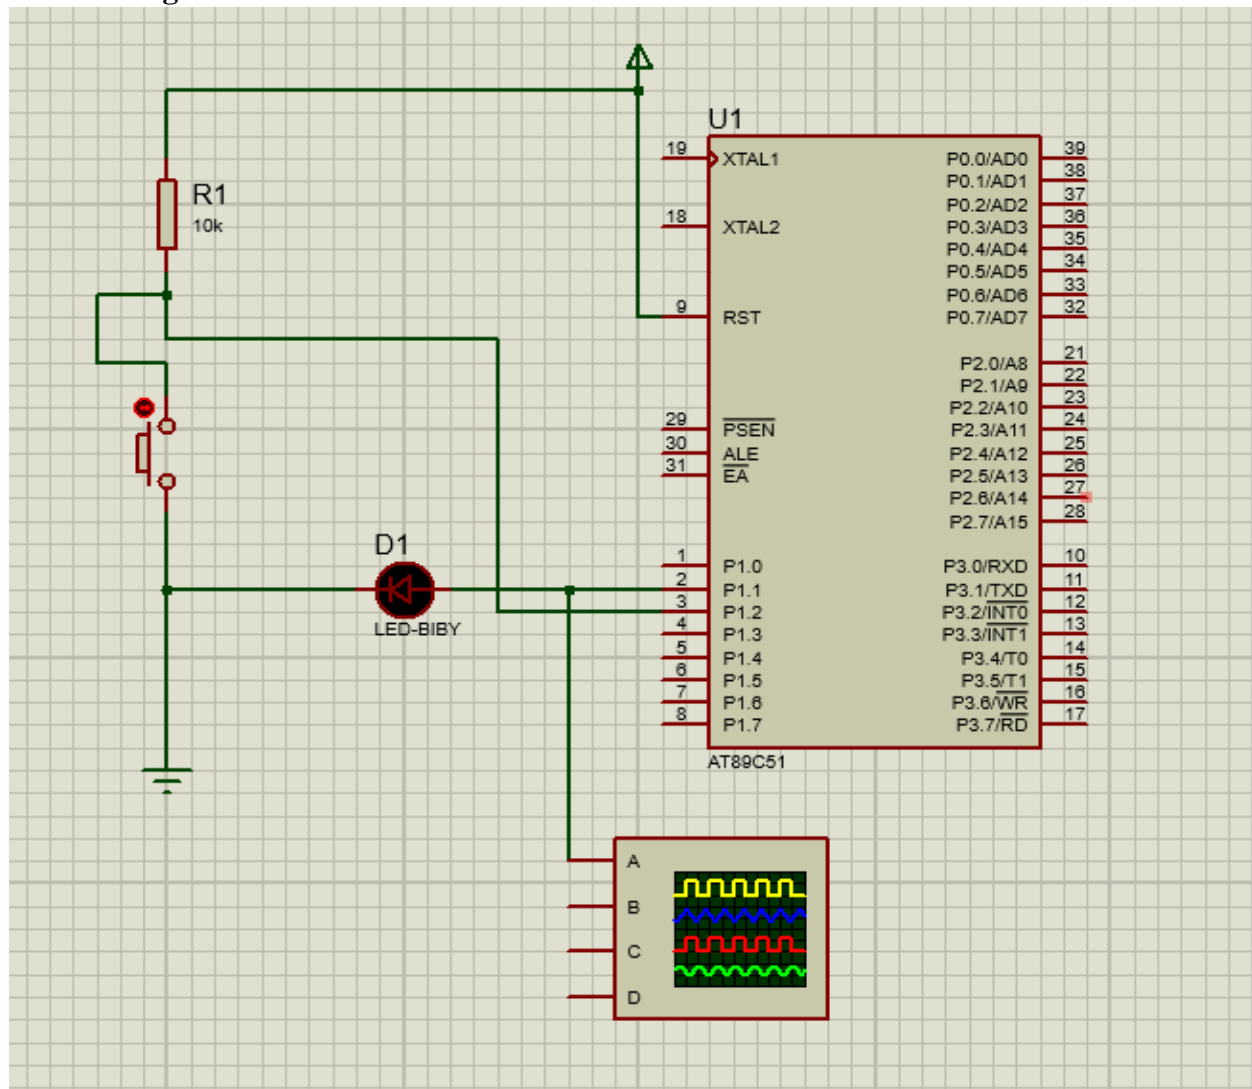 U1
19
XTAL1
18
XTAL2
9
RST
29
PSEN
30
ALE
31
EA
1
P1.0
2
P1.1
3
P1.2
4
P1.3
5
P1.4
6
P1.5
7
P1.6
8
P1.7
P0.0/AD0
39
P0.1/AD1
38
P0.2/AD2
37
P0.3/AD3
36
P0.4/AD4
35
P0.5/AD5
34
P0.6/AD6
33
P0.7/AD7
32
P2.0/A8
21
P2.1/A9
22
P2.2/A10
23
P2.3/A11
24
P2.4/A12
25
P2.5/A13
26
P2.6/A14
27
P2.7/A15
28
P3.0/RXD
10
P3.1/TXD
11
P3.2/INT0
12
P3.3/INT1
13
P3.4/T0
14
P3.5/T1
15
P3.6/WR
16
P3.7/RD
17
AT89C51
R1
10k
D1
LED-BIBY
A
B
C
D